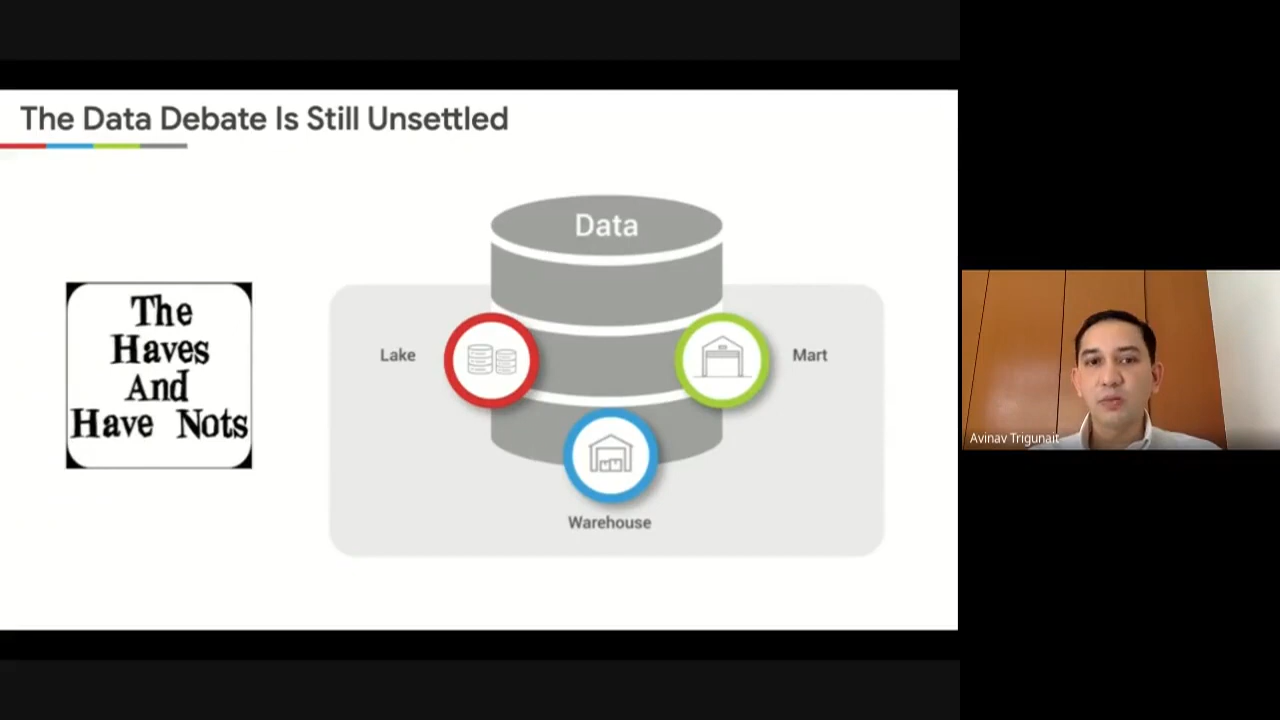 The Data Debate Is Still Unsettled
The
Haves
And
Have Nots
Data
Lake
Mart
Warehouse
Avinav Trigunait